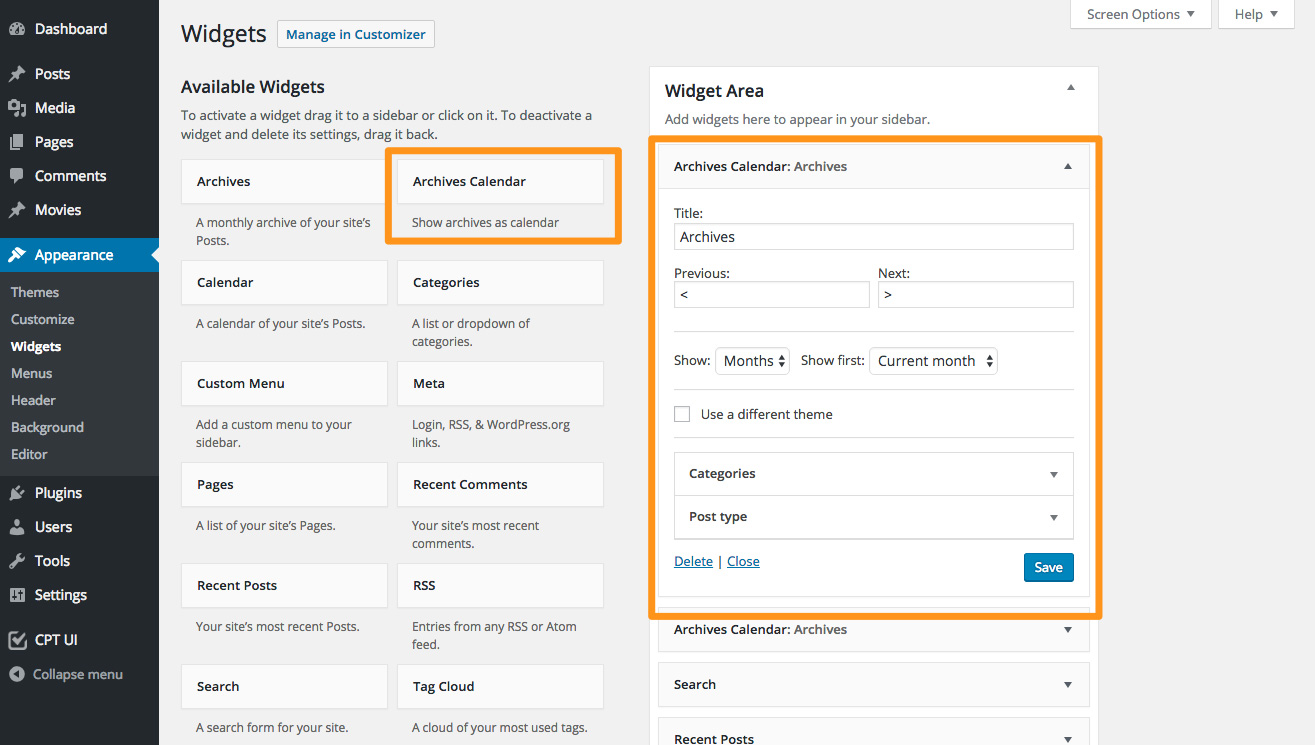 Dashboard
Posts
Media
Pages
Comments
Movies
Appearance
Themes
Customize
Widgets
Menus
Header
Background
Editor
Plugins
Users
Tools
Settings
CPT UI
Collapse menu
Screen Options
Help
Widgets
Manage in Customizer
Available Widgets
To activate a widget drag it to a sidebar or click on it. To deactivate a
widget and delete its settings, drag it back.
Archives
A monthly archive of your site’s
Posts.
Archives Calendar
Show archives as calendar
Calendar
A calendar of your site’s Posts.
Categories
A list or dropdown of
categories.
Custom Menu
Add a custom menu to your
sidebar.
Meta
Login, RSS, & WordPress.org
links.
Pages
A list of your site’s Pages.
Recent Comments
Your site’s most recent
comments.
Recent Posts
Your site’s most recent Posts.
RSS
Entries from any RSS or Atom
feed.
Search
A search form for your site.
Tag Cloud
A cloud of your most used tags.
Widget Area
Add widgets here to appear in your sidebar.
Archives Calendar: Archives
Title:
Archives
Previous: Next:
< >
Show: Months Show first: Current month
Use a different theme
Categories
Post type
Delete | Close Save
Archives Calendar: Archives
Search
Recent Posts